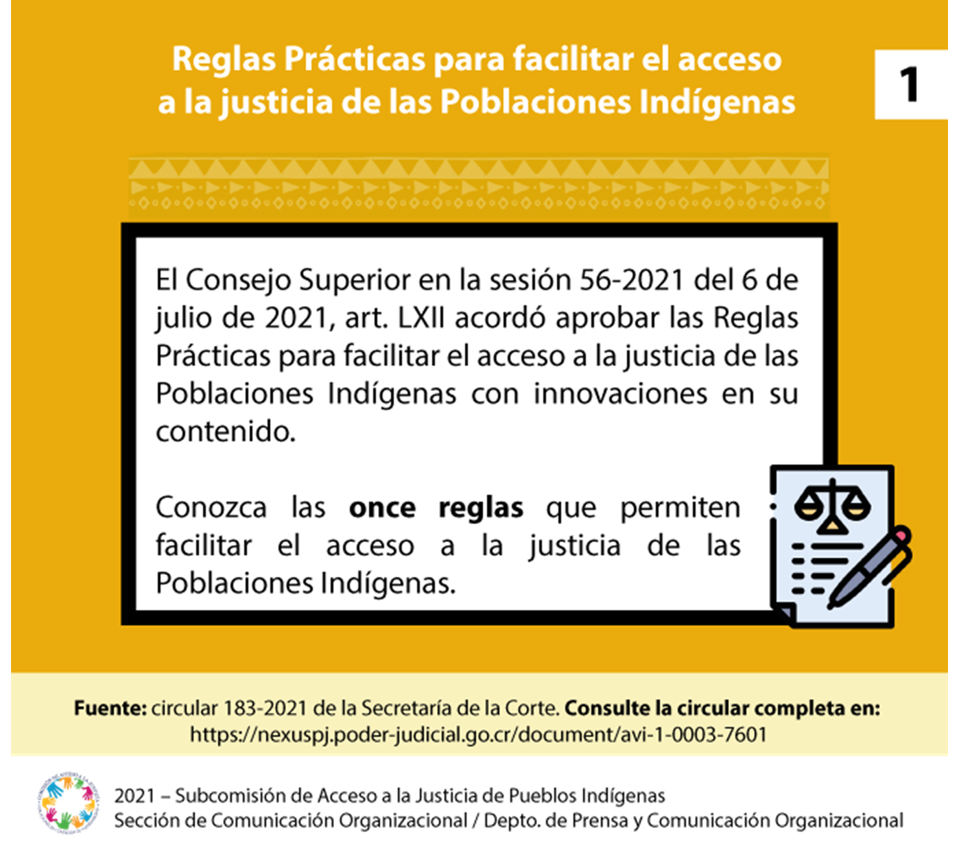 Reglas Prácticas para facilitar el acceso
a la justicia de las Poblaciones Indígenas
1
El Consejo Superior en la sesión 56-2021 del 6 de
julio de 2021, art. LXII acordó aprobar las Reglas
Prácticas para facilitar el acceso a la justicia de las
Poblaciones Indígenas con innovaciones en su
contenido.
Conozca las once reglas que permiten
facilitar el acceso a la justicia de las
Poblaciones Indígenas.
Fuente: circular 183-2021 de la Secretaría de la Corte. Consulte la circular completa en:
https://nexuspj.poder-judicial.go.cr/document/avi-1-0003-7601
2021 – Subcomisión de Acceso a la Justicia de Pueblos Indígenas
Sección de Comunicación Organizacional / Depto. de Prensa y Comunicación Organizacional